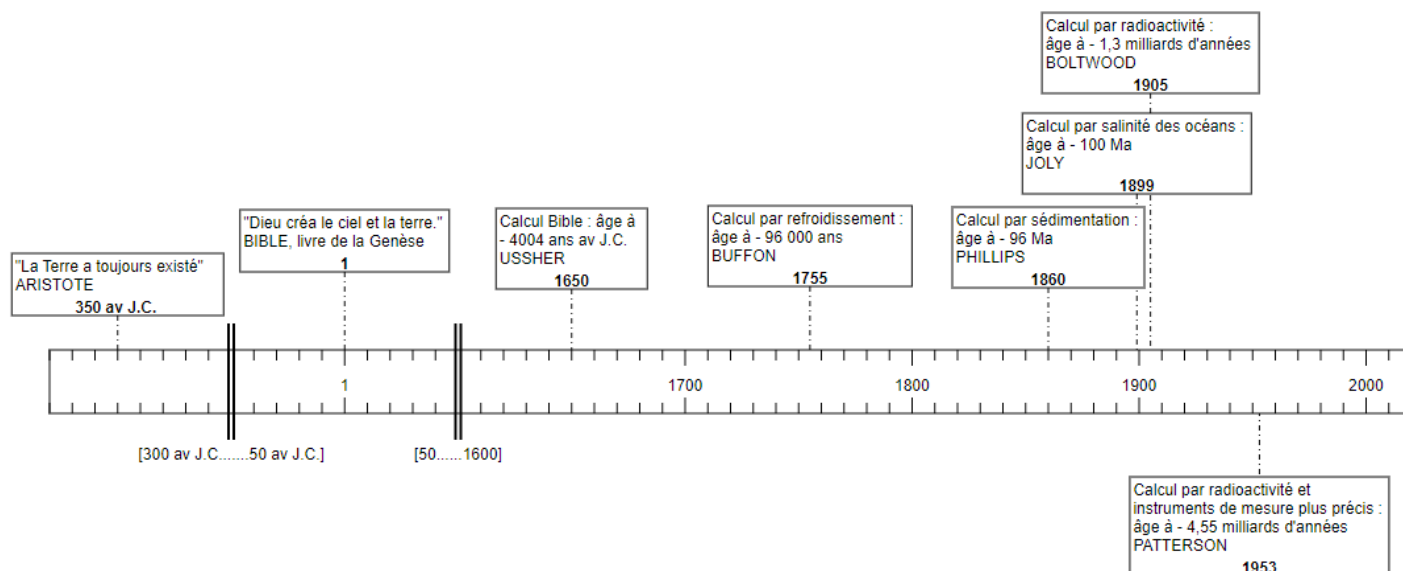 "La Terre a toujours existé"
ARISTOTE
350 av J.C.
"Dieu créa le ciel et la terre."
BIBLE, livre de la Genèse
1
Calcul Bible : âge à
- 4004 ans av J.C.
USSHER
1650
Calcul par refroidissement :
âge à - 96 000 ans
BUFFON
1755
Calcul par sédimentation :
âge à - 96 Ma
PHILLIPS
1860
Calcul par salinité des océans :
âge à - 100 Ma
JOLY
1899
Calcul par radioactivité :
âge à - 1,3 milliards d'années
BOLTWOOD
1905
1 1700 1800 1900 2000
[300 av J.C.......50 av J.C.] [50......1600]
Calcul par radioactivité et
instruments de mesure plus précis :
âge à - 4,55 milliards d'années
PATTERSON
1953